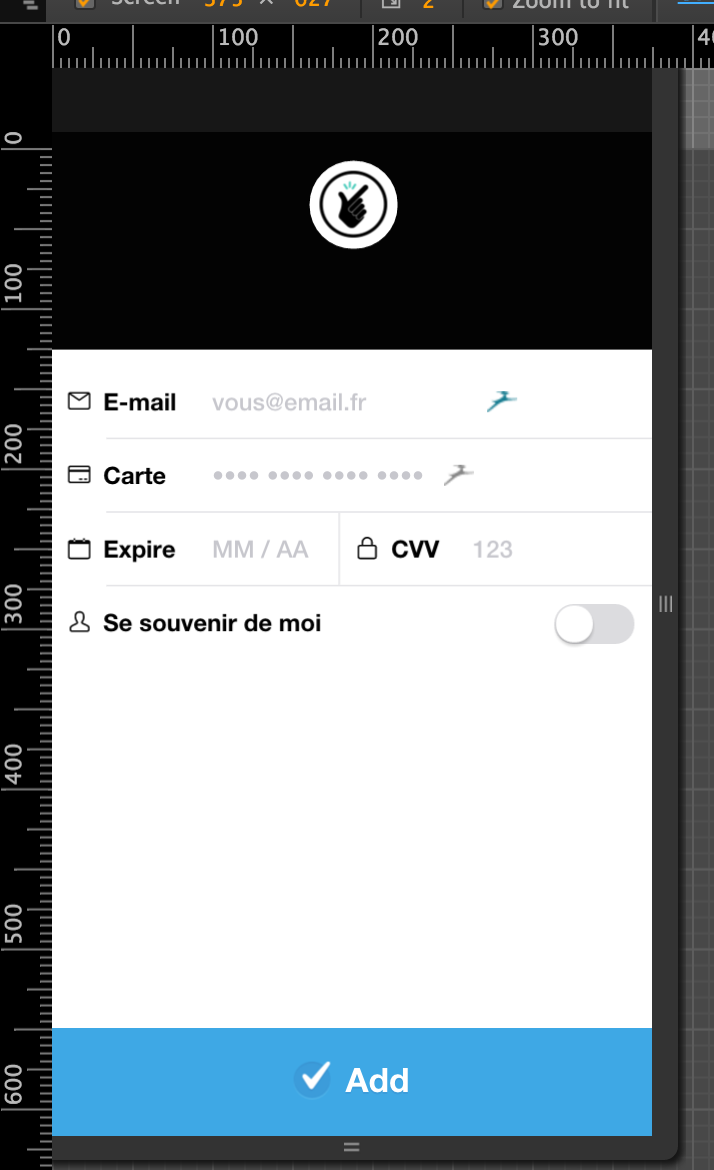 Screen 375 × 627 2 Zoom to fit
0 100 200 300
0
100
200
300
400
500
600
E-mail vous@email.fr
Carte •••• •••• •••• ••••
Expire MM / AA CVV 123
Se souvenir de moi
Add